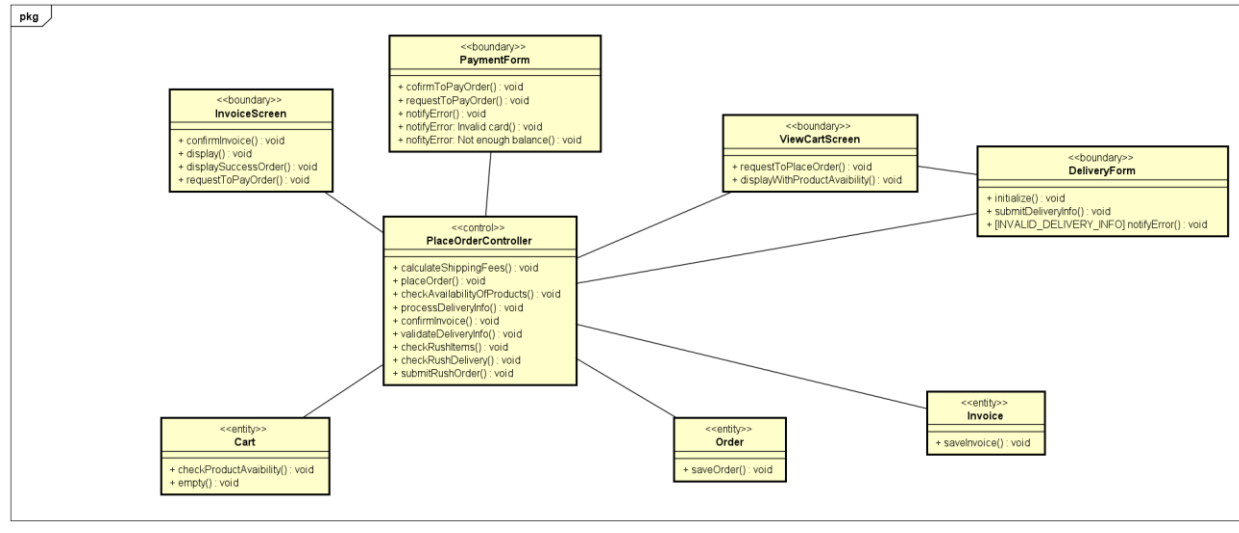 pkg
<<boundary>>
PaymentForm
+ cofirmToPayOrder() : void
+ requestToPayOrder() : void
+ notifyError() : void
+ notifyError: Invalid card() : void
+ nofityError: Not enough balance() : void
<<boundary>>
InvoiceScreen
+ confirmInvoice() : void
+ display() : void
+ displaySuccessOrder() : void
+ requestToPayOrder() : void
<<boundary>>
ViewCartScreen
+ requestToPlaceOrder() : void
+ displayWithProductAvaibility() : void
<<boundary>>
DeliveryForm
+ initialize() : void
+ submitDeliveryInfo() : void
+ [INVALID_DELIVERY_INFO] notifyError() : void
<<control>>
PlaceOrderController
+ calculateShippingFees() : void
+ placeOrder() : void
+ checkAvailabilityOfProducts() : void
+ processDeliveryInfo() : void
+ confirmInvoice() : void
+ validateDeliveryInfo() : void
+ checkRushItems() : void
+ checkRushDelivery() : void
+ submitRushOrder() : void
<<entity>>
Cart
+ checkProductAvaibility() : void
+ empty() : void
<<entity>>
Order
+ saveOrder() : void
<<entity>>
Invoice
+ saveInvoice() : void